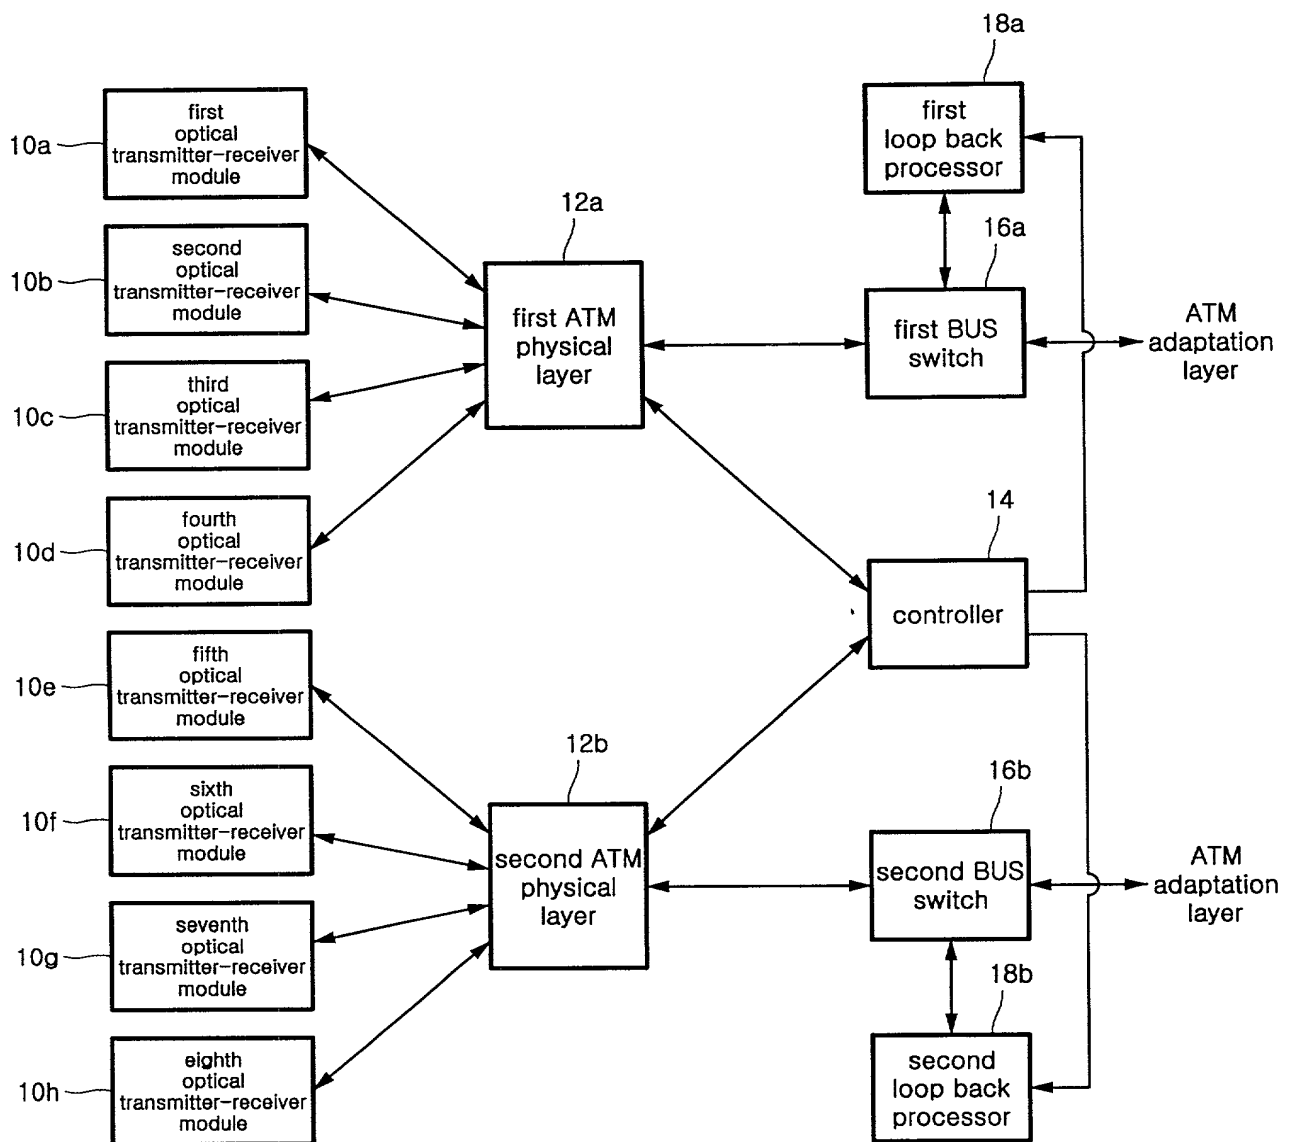 18a
first
loop back
processor
first
optical
transmitter-receiver
module
10a
12a
16a
second
optical
transmitter-receiver
module
10b
first ATM
physical
layer
first BUS
switch
ATM
adaptation
layer
third
optical
transmitter-receiver
module
10c
fourth
optical
transmitter-receiver
module
10d
14
controller
fifth
optical
transmitter-receiver
module
10e
12b
16b
sixth
optical
transmitter-receiver
module
10f
second ATM
physical
layer
second BUS
switch
ATM
adaptation
layer
seventh
optical
transmitter-receiver
module
10g
18b
eighth
optical
transmitter-receiver
module
10h
second
loop back
processor